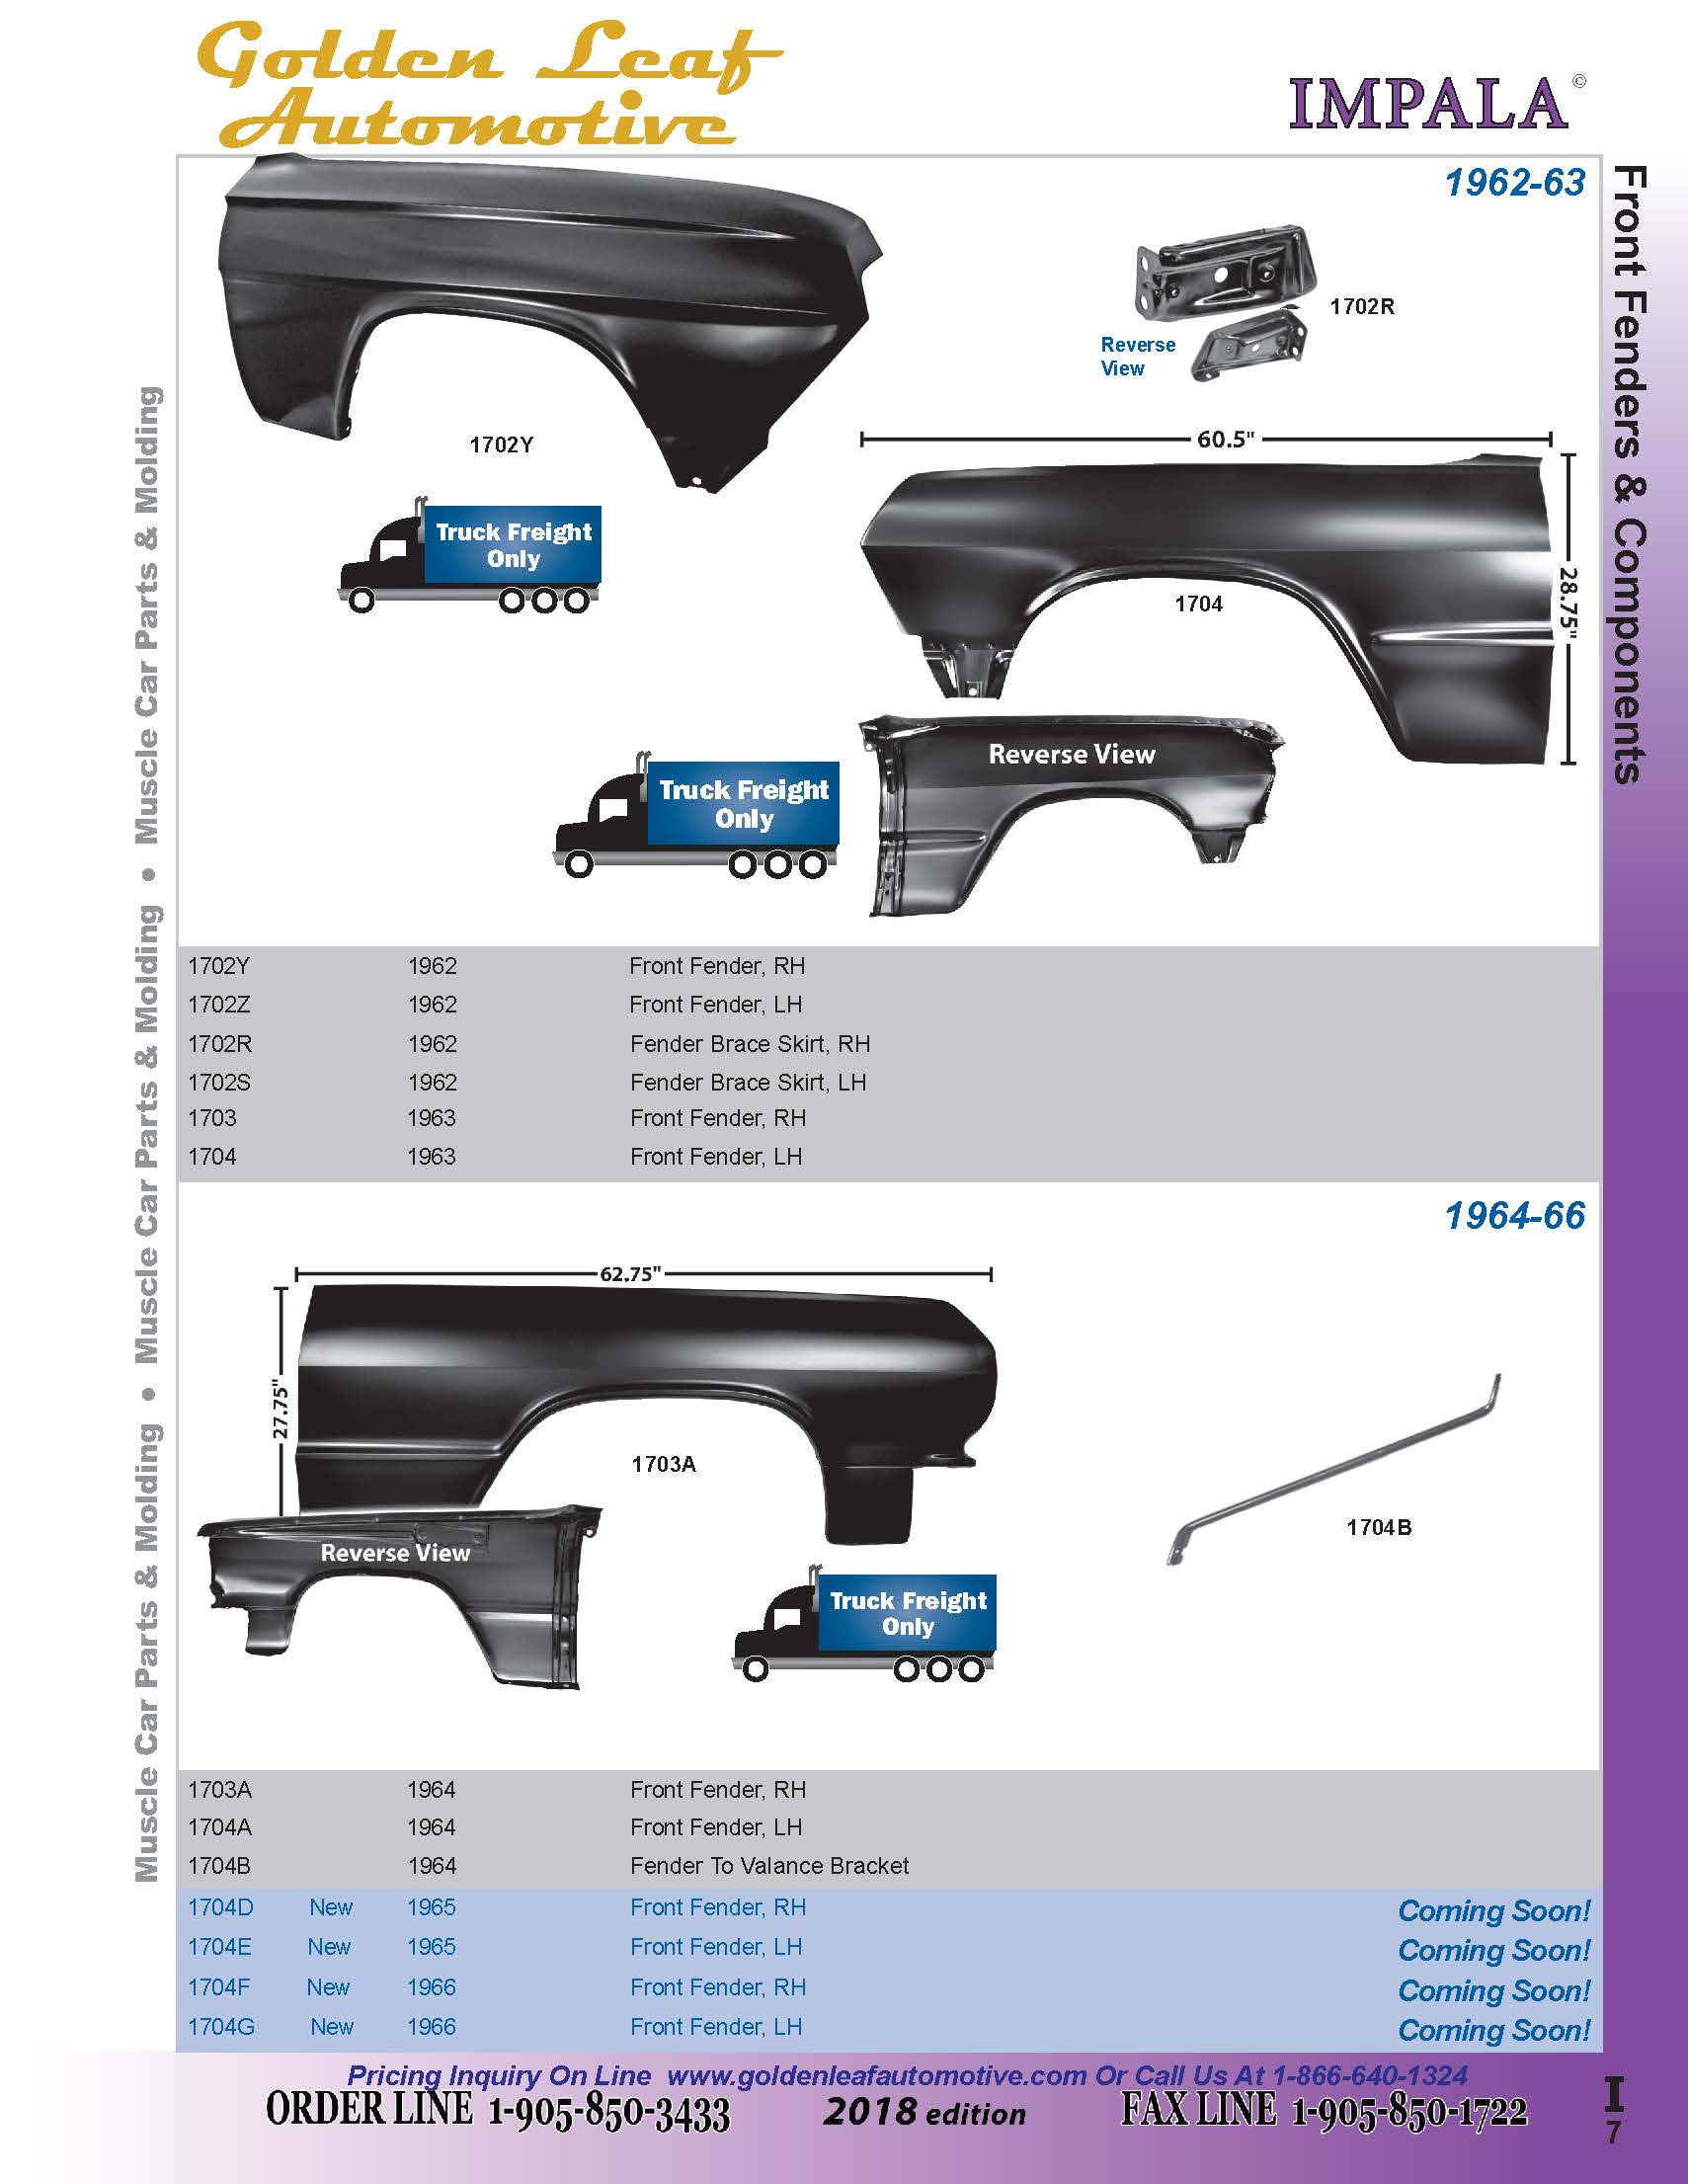 Golden Leaf
Automotive
IMPALA©
Front Fenders & Components
Muscle Car Parts & Molding • Muscle Car Parts & Molding • Muscle Car Parts & Molding
1962-63
1702R
Reverse
View
1702Y
60.5"
28.75"
1704
Truck Freight
Only
Reverse View
Truck Freight
Only
1702Y 1962 Front Fender, RH
1702Z 1962 Front Fender, LH
1702R 1962 Fender Brace Skirt, RH
1702S 1962 Fender Brace Skirt, LH
1703 1963 Front Fender, RH
1704 1963 Front Fender, LH
1964-66
62.75"
27.75"
1703A
1704B
Reverse View
Truck Freight
Only
1703A 1964 Front Fender, RH
1704A 1964 Front Fender, LH
1704B 1964 Fender To Valance Bracket
1704D New 1965 Front Fender, RH Coming Soon!
1704E New 1965 Front Fender, LH Coming Soon!
1704F New 1966 Front Fender, RH Coming Soon!
1704G New 1966 Front Fender, LH Coming Soon!
Pricing Inquiry On Line www.goldenleafautomotive.com Or Call Us At 1-866-640-1324
ORDER LINE 1-905-850-3433 2018 edition FAX LINE 1-905-850-1722
I
7